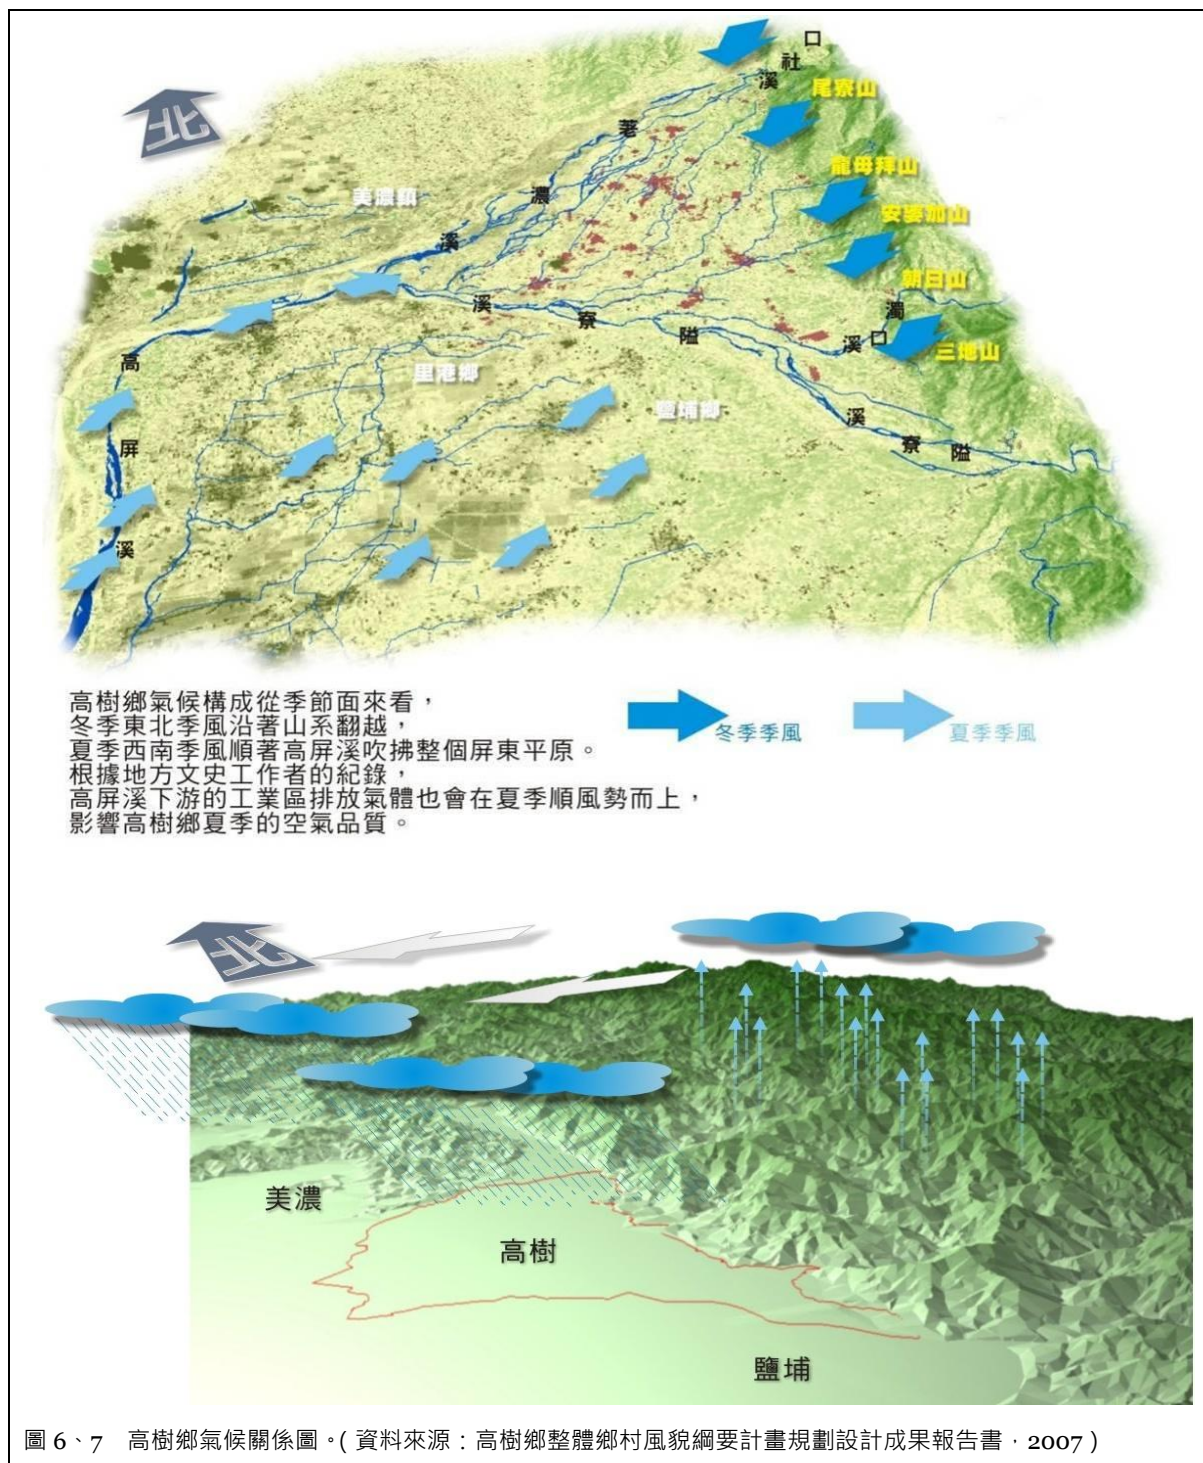 北
口社溪
尾寮山
龍母拜山
安婆加山
朝日山
三地山
美濃鎮
荖濃溪
溪寮隘
濁口溪
里港鄉
鹽埔鄉
溪寮隘
高屏溪
高樹鄉氣候構成從季節面來看，
冬季東北季風沿著山系翻越，
夏季西南季風順著高屏溪吹拂整個屏東平原。
根據地方文史工作者的紀錄，
高屏溪下游的工業區排放氣體也會在夏季順風勢而上，
影響高樹鄉夏季的空氣品質。
冬季季風
夏季季風
北
美濃
高樹
鹽埔
圖 6、7 高樹鄉氣候關係圖。( 資料來源：高樹鄉整體鄉村風貌綱要計畫規劃設計成果報告書，2007 )